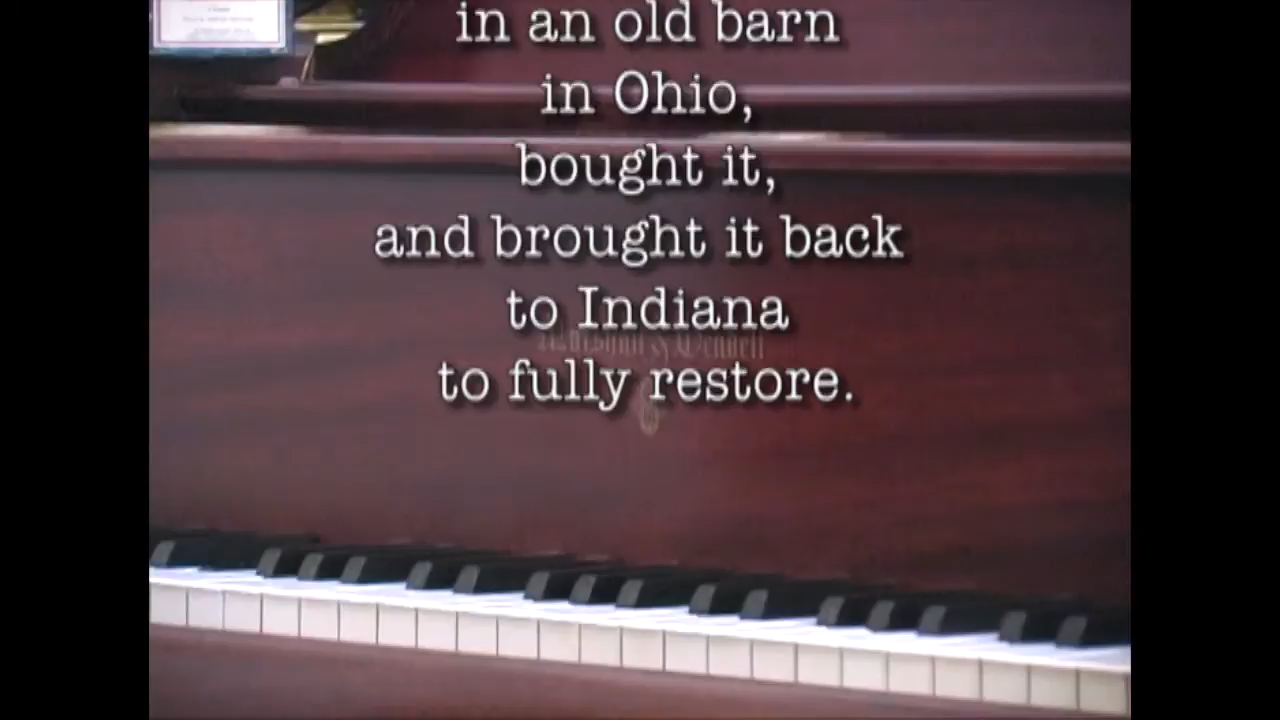 in an old barn
in Ohio,
bought it,
and brought it back
to Indiana
to fully restore.